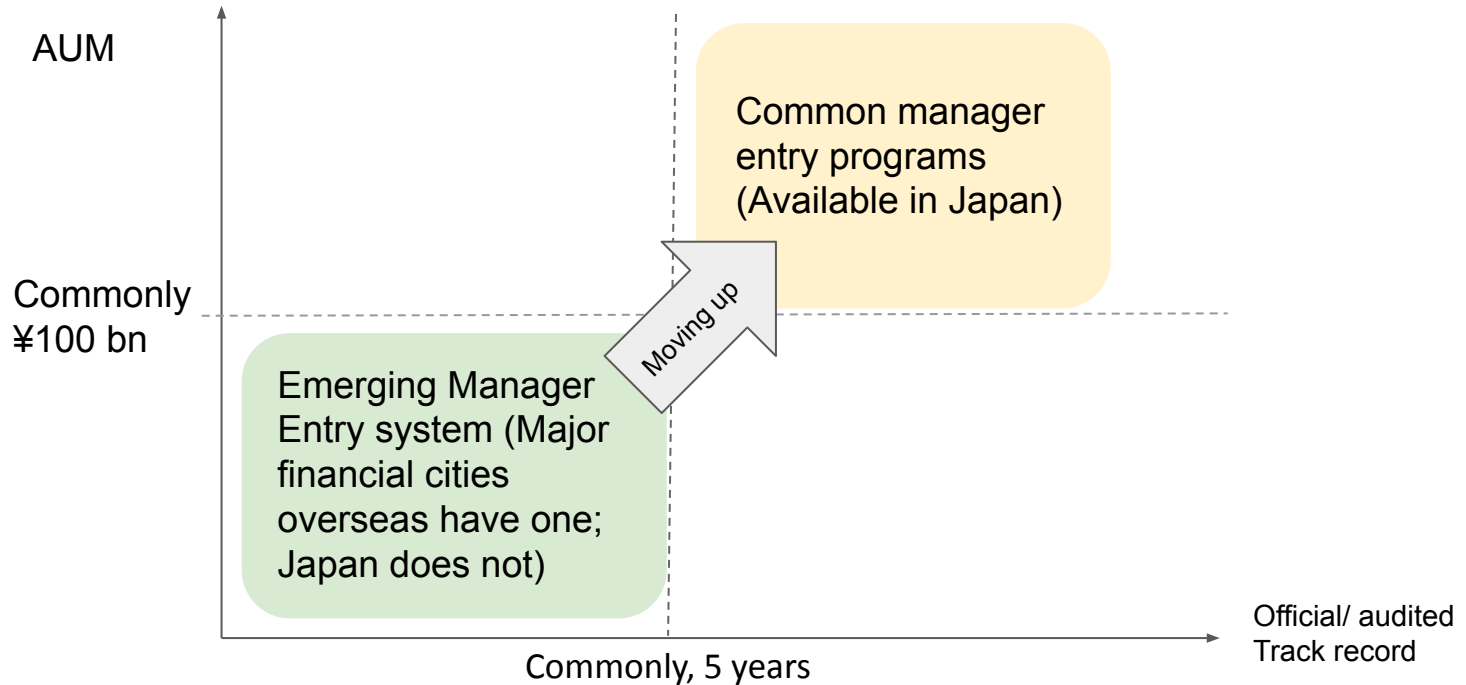 AUM
Common manager
entry programs
(Available in Japan)
Moving up
Commonly
¥100 bn
Emerging Manager
Entry system (Major
financial cities
overseas have one;
Japan does not)
Official/ audited
Track record
Commonly, 5 years